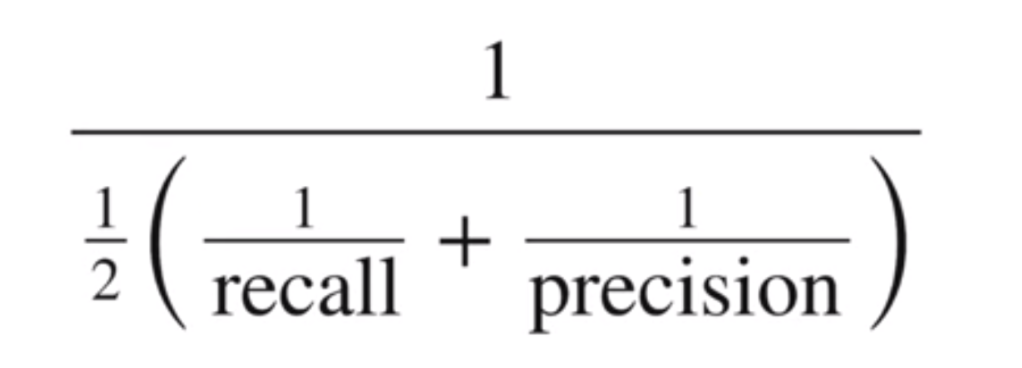 1
1/2 ( 1/recall + 1/precision )